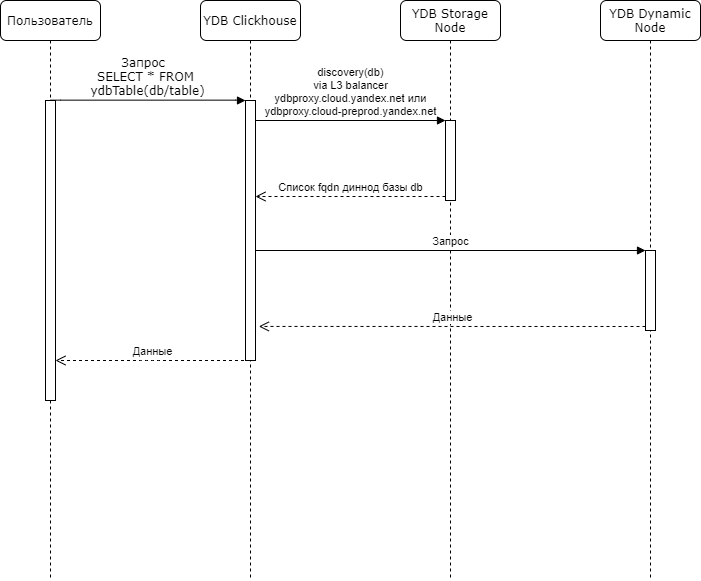 Пользователь
YDB Clickhouse
YDB Storage
Node
YDB Dynamic
Node
Запрос
SELECT * FROM
ydbTable(db/table)
discovery(db)
via L3 balancer
ydbproxy.cloud.yandex.net или
ydbproxy.cloud-preprod.yandex.net
Список fqdn диннод базы db
Запрос
Данные
Данные